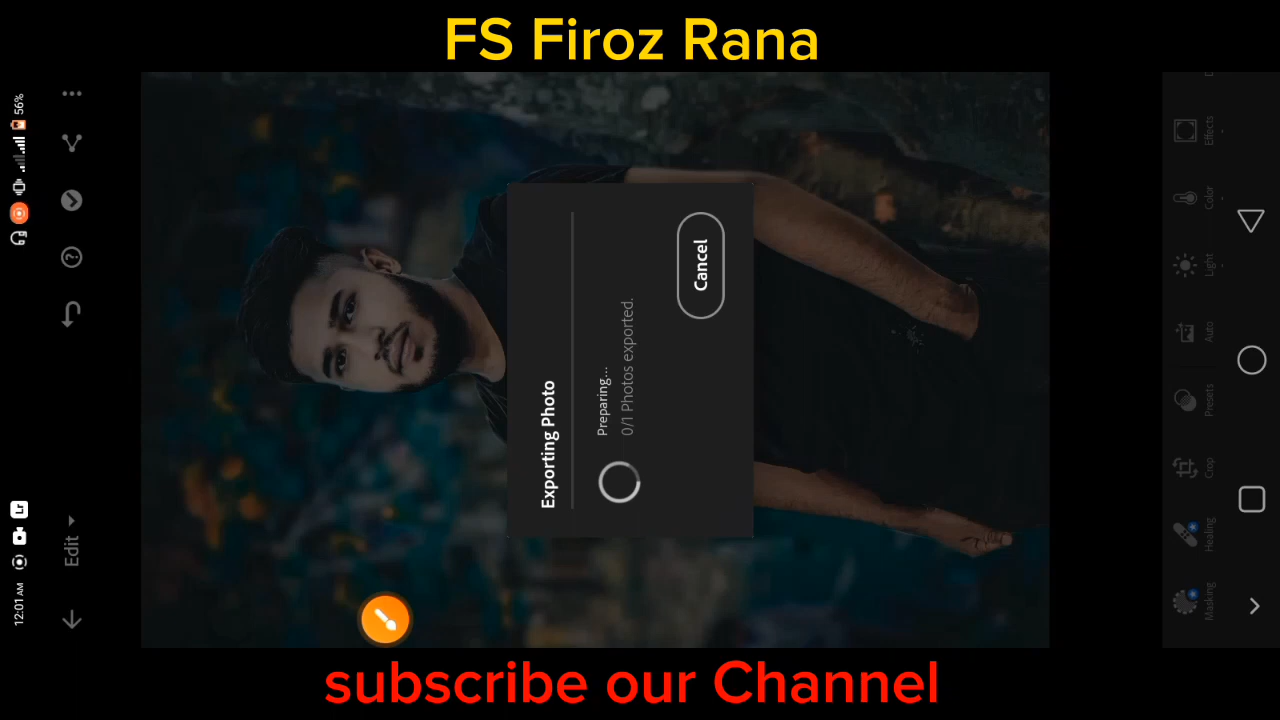 FS Firoz Rana
56%
12:01 AM
Lr
Edit
Exporting Photo
Preparing...
0/1 Photos exported.
Cancel
Effects
Color
Light
Auto
Presets
Crop
Healing
Masking
subscribe our Channel